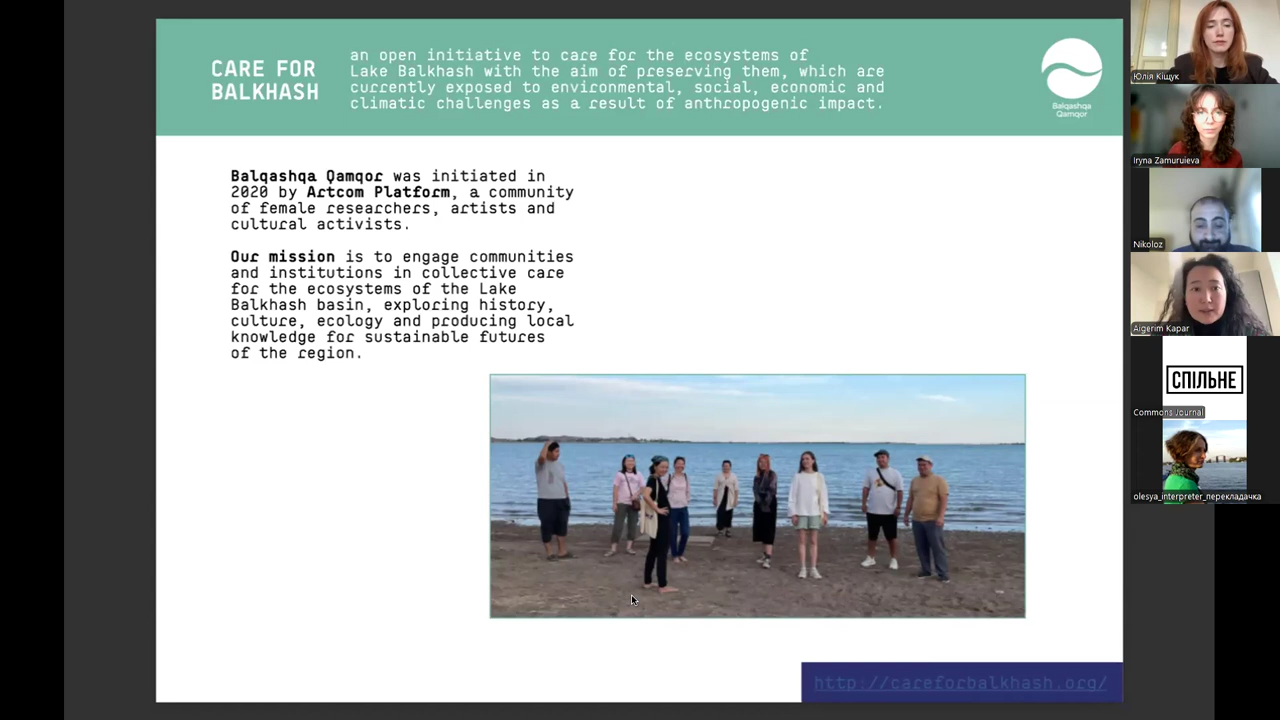 CARE FOR
BALKHASH
an open initiative to care for the ecosystems of
Lake Balkhash with the aim of preserving them, which are
currently exposed to environmental, social, economic and
climatic challenges as a result of anthropogenic impact.
Balqashqa
Qamqor
Balqashqa Qamqor was initiated in
2020 by Artcom Platform, a community
of female researchers, artists and
cultural activists.
Our mission is to engage communities
and institutions in collective care
for the ecosystems of the Lake
Balkhash basin, exploring history,
culture, ecology and producing local
knowledge for sustainable futures
of the region.
http://careforbalkhash.org/
Юлія Кіщук
Iryna Zamuruieva
Nikoloz
Aigerim Kapar
СПІЛЬНЕ
Commons Journal
olesya_interpreter_перекладачка